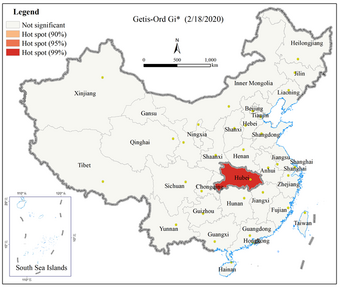 Legend
Not significant
Hot spot (90%)
Hot spot (95%)
Hot spot (99%)
Getis-Ord Gi* (2/18/2020)
N
0
500
1,000
km
Heilongjiang
Jilin
Liaoning
Xinjiang
Inner Mongolia
Gansu
Beijing
Tianjin
Hebei
Ningxia
Shanxi
Shangdong
Qinghai
Shaanxi
Henan
Jiangsu
Shanghai
Tibet
Anhui
Shanghai
Hubei
Sichuan
Chongqing
Zhejiang
Hunan
Jiangxi
Guizhou
Fujian
Yunnan
Guangxi
Guangdong
Taiwan
Hongkong
Hainan
South Sea Islands